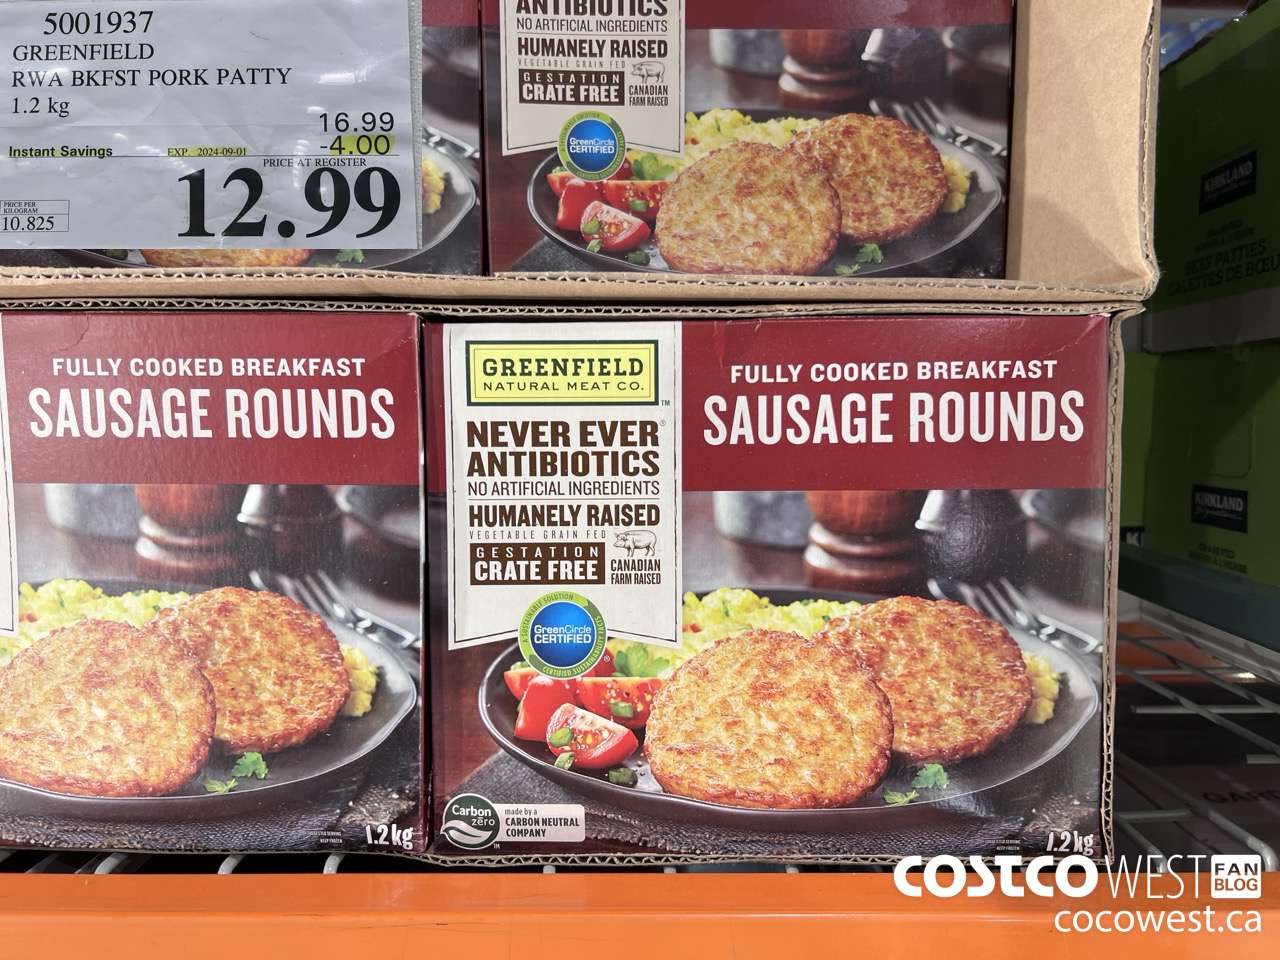 5001937
GREENFIELD
RWA BKFST PORK PATTY
1.2 kg
16.99
Instant Savings EXP. 2024-09-01 -4.00
PRICE AT REGISTER
12.99
PRICE PER
KILOGRAM
10.825
ANTIBIOTICS
NO ARTIFICIAL INGREDIENTS
HUMANELY RAISED
VEGETABLE GRAIN FED
GESTATION
CRATE FREE
CANADIAN
FARM RAISED
GreenCircle
CERTIFIED
KIRKLAND
FULLY COOKED BREAKFAST
SAUSAGE ROUNDS
1.2kg
GREENFIELD
NATURAL MEAT CO.™
NEVER EVER®
ANTIBIOTICS
NO ARTIFICIAL INGREDIENTS
HUMANELY RAISED
VEGETABLE GRAIN FED
GESTATION
CRATE FREE
CANADIAN
FARM RAISED
A SUSTAINABLE SOLUTION
GreenCircle
CERTIFIED
®
FULLY COOKED BREAKFAST
SAUSAGE ROUNDS
Carbon
zero
™
made by a
CARBON NEUTRAL
COMPANY
1.2kg
KIRKLAND
COSTCO WEST FAN
BLOG
cocowest.ca